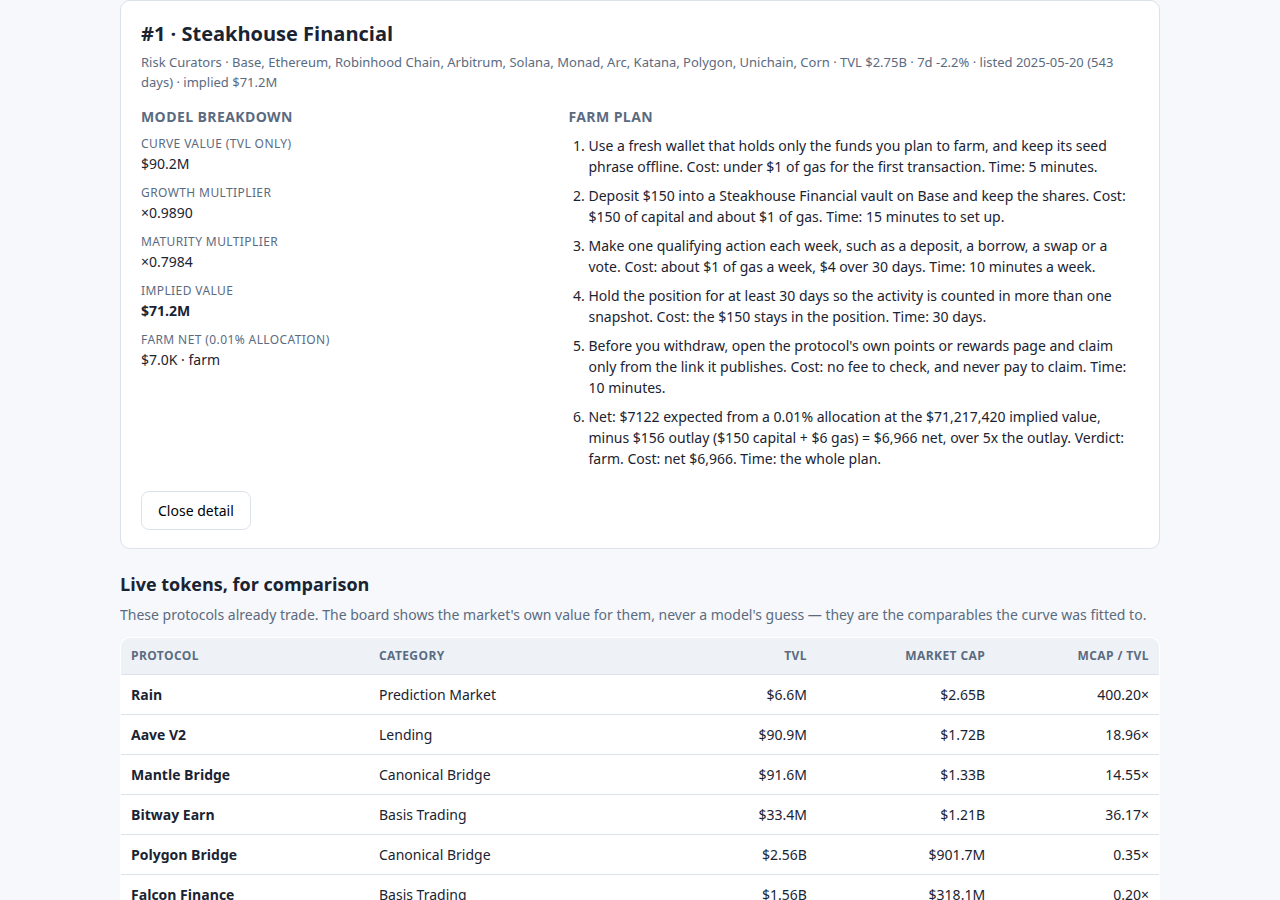 #1 · Steakhouse Financial
Risk Curators · Base, Ethereum, Robinhood Chain, Arbitrum, Solana, Monad, Arc, Katana, Polygon, Unichain, Corn · TVL $2.75B · 7d -2.2% · listed 2025-05-20 (543
days) · implied $71.2M
MODEL BREAKDOWN
CURVE VALUE (TVL ONLY)
$90.2M
GROWTH MULTIPLIER
×0.9890
MATURITY MULTIPLIER
×0.7984
IMPLIED VALUE
$71.2M
FARM NET (0.01% ALLOCATION)
$7.0K · farm
FARM PLAN
1. Use a fresh wallet that holds only the funds you plan to farm, and keep its seed
phrase offline. Cost: under $1 of gas for the first transaction. Time: 5 minutes.
2. Deposit $150 into a Steakhouse Financial vault on Base and keep the shares. Cost:
$150 of capital and about $1 of gas. Time: 15 minutes to set up.
3. Make one qualifying action each week, such as a deposit, a borrow, a swap or a
vote. Cost: about $1 of gas a week, $4 over 30 days. Time: 10 minutes a week.
4. Hold the position for at least 30 days so the activity is counted in more than one
snapshot. Cost: the $150 stays in the position. Time: 30 days.
5. Before you withdraw, open the protocol's own points or rewards page and claim
only from the link it publishes. Cost: no fee to check, and never pay to claim. Time:
10 minutes.
6. Net: $7122 expected from a 0.01% allocation at the $71,217,420 implied value,
minus $156 outlay ($150 capital + $6 gas) = $6,966 net, over 5x the outlay. Verdict:
farm. Cost: net $6,966. Time: the whole plan.
Close detail
Live tokens, for comparison
These protocols already trade. The board shows the market's own value for them, never a model's guess — they are the comparables the curve was fitted to.
PROTOCOL CATEGORY TVL MARKET CAP MCAP / TVL
Rain Prediction Market $6.6M $2.65B 400.20×
Aave V2 Lending $90.9M $1.72B 18.96×
Mantle Bridge Canonical Bridge $91.6M $1.33B 14.55×
Bitway Earn Basis Trading $33.4M $1.21B 36.17×
Polygon Bridge Canonical Bridge $2.56B $901.7M 0.35×
Falcon Finance Basis Trading $1.56B $318.1M 0.20×